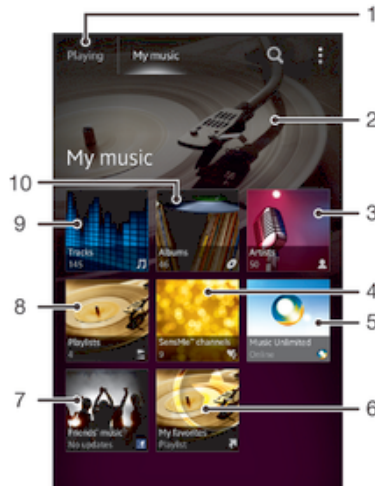 1
Playing My music
2
My music
10
9
3
Tracks
145
Albums
46
Artists
50
8
4
5
Playlists
4
SensMe™ channels
9
Music Unlimited
Online
7
6
Friends' music
No updates
My favorites
Playlist